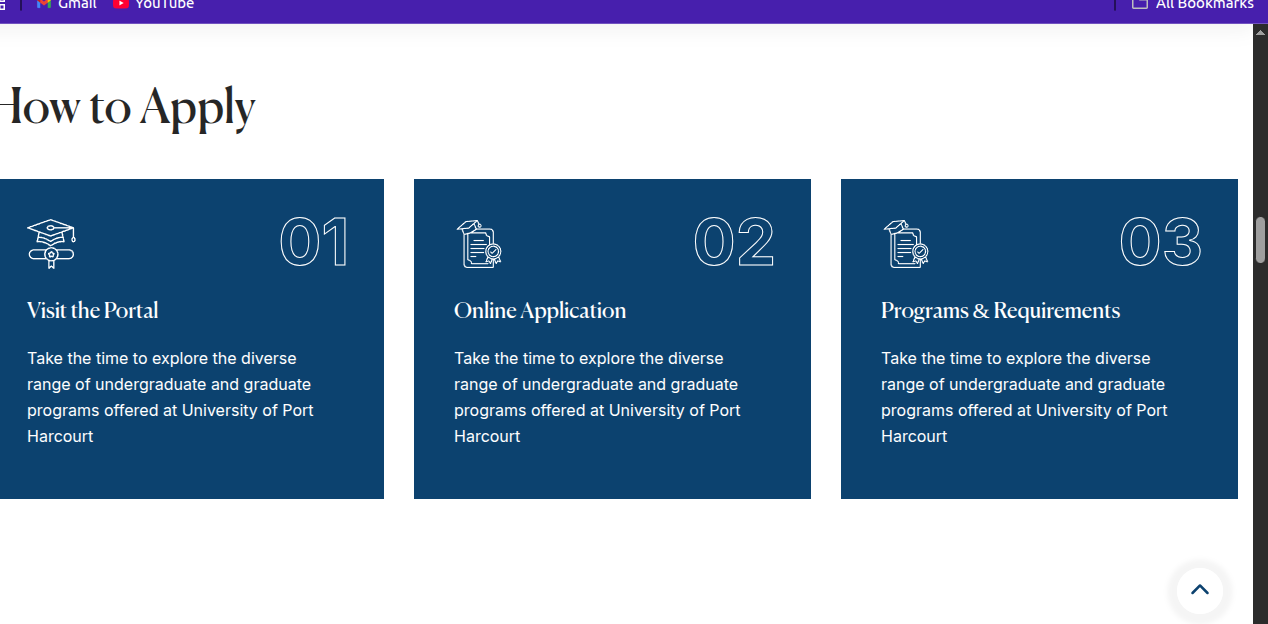 Gmail YouTube All Bookmarks
How to Apply
01
Visit the Portal
Take the time to explore the diverse
range of undergraduate and graduate
programs offered at University of Port
Harcourt
02
Online Application
Take the time to explore the diverse
range of undergraduate and graduate
programs offered at University of Port
Harcourt
03
Programs & Requirements
Take the time to explore the diverse
range of undergraduate and graduate
programs offered at University of Port
Harcourt